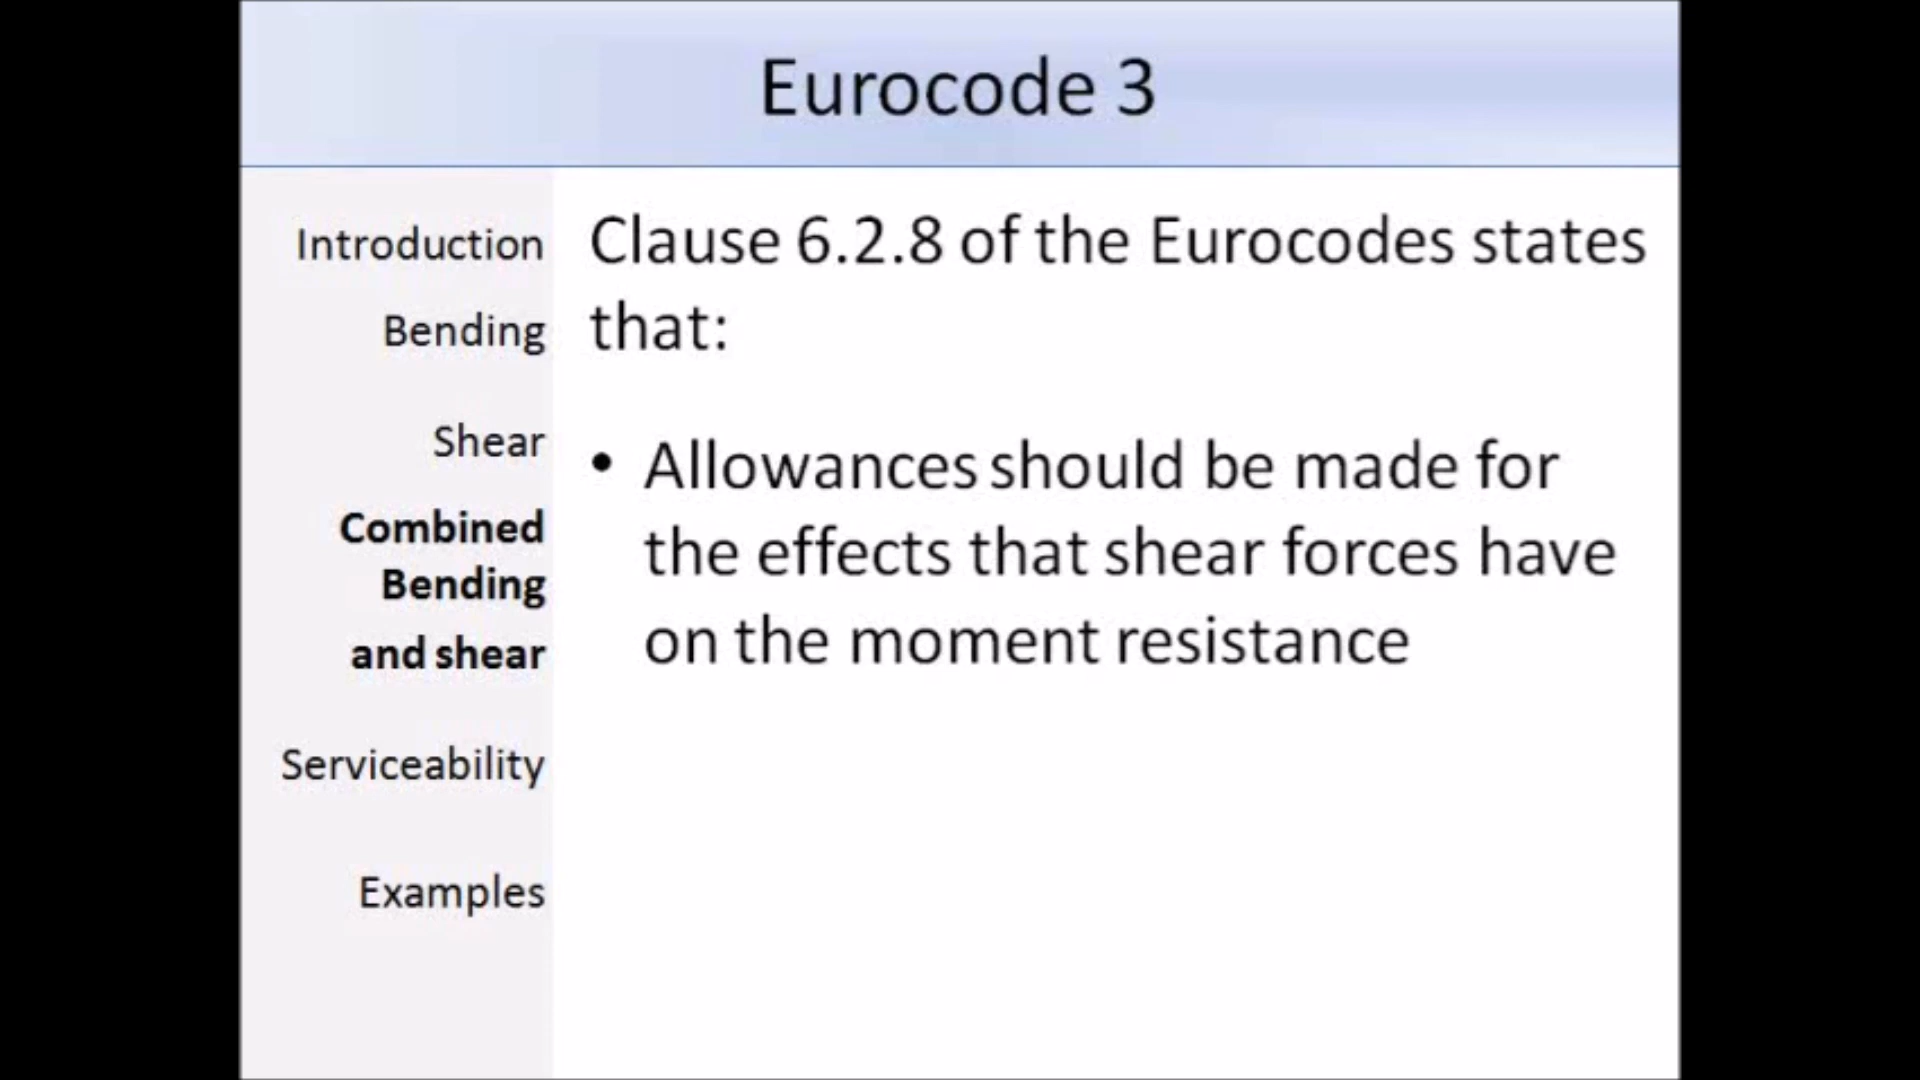 Eurocode 3
Introduction
Bending
Shear
Combined
Bending
and shear
Serviceability
Examples
Clause 6.2.8 of the Eurocodes states
that:
• Allowances should be made for
the effects that shear forces have
on the moment resistance